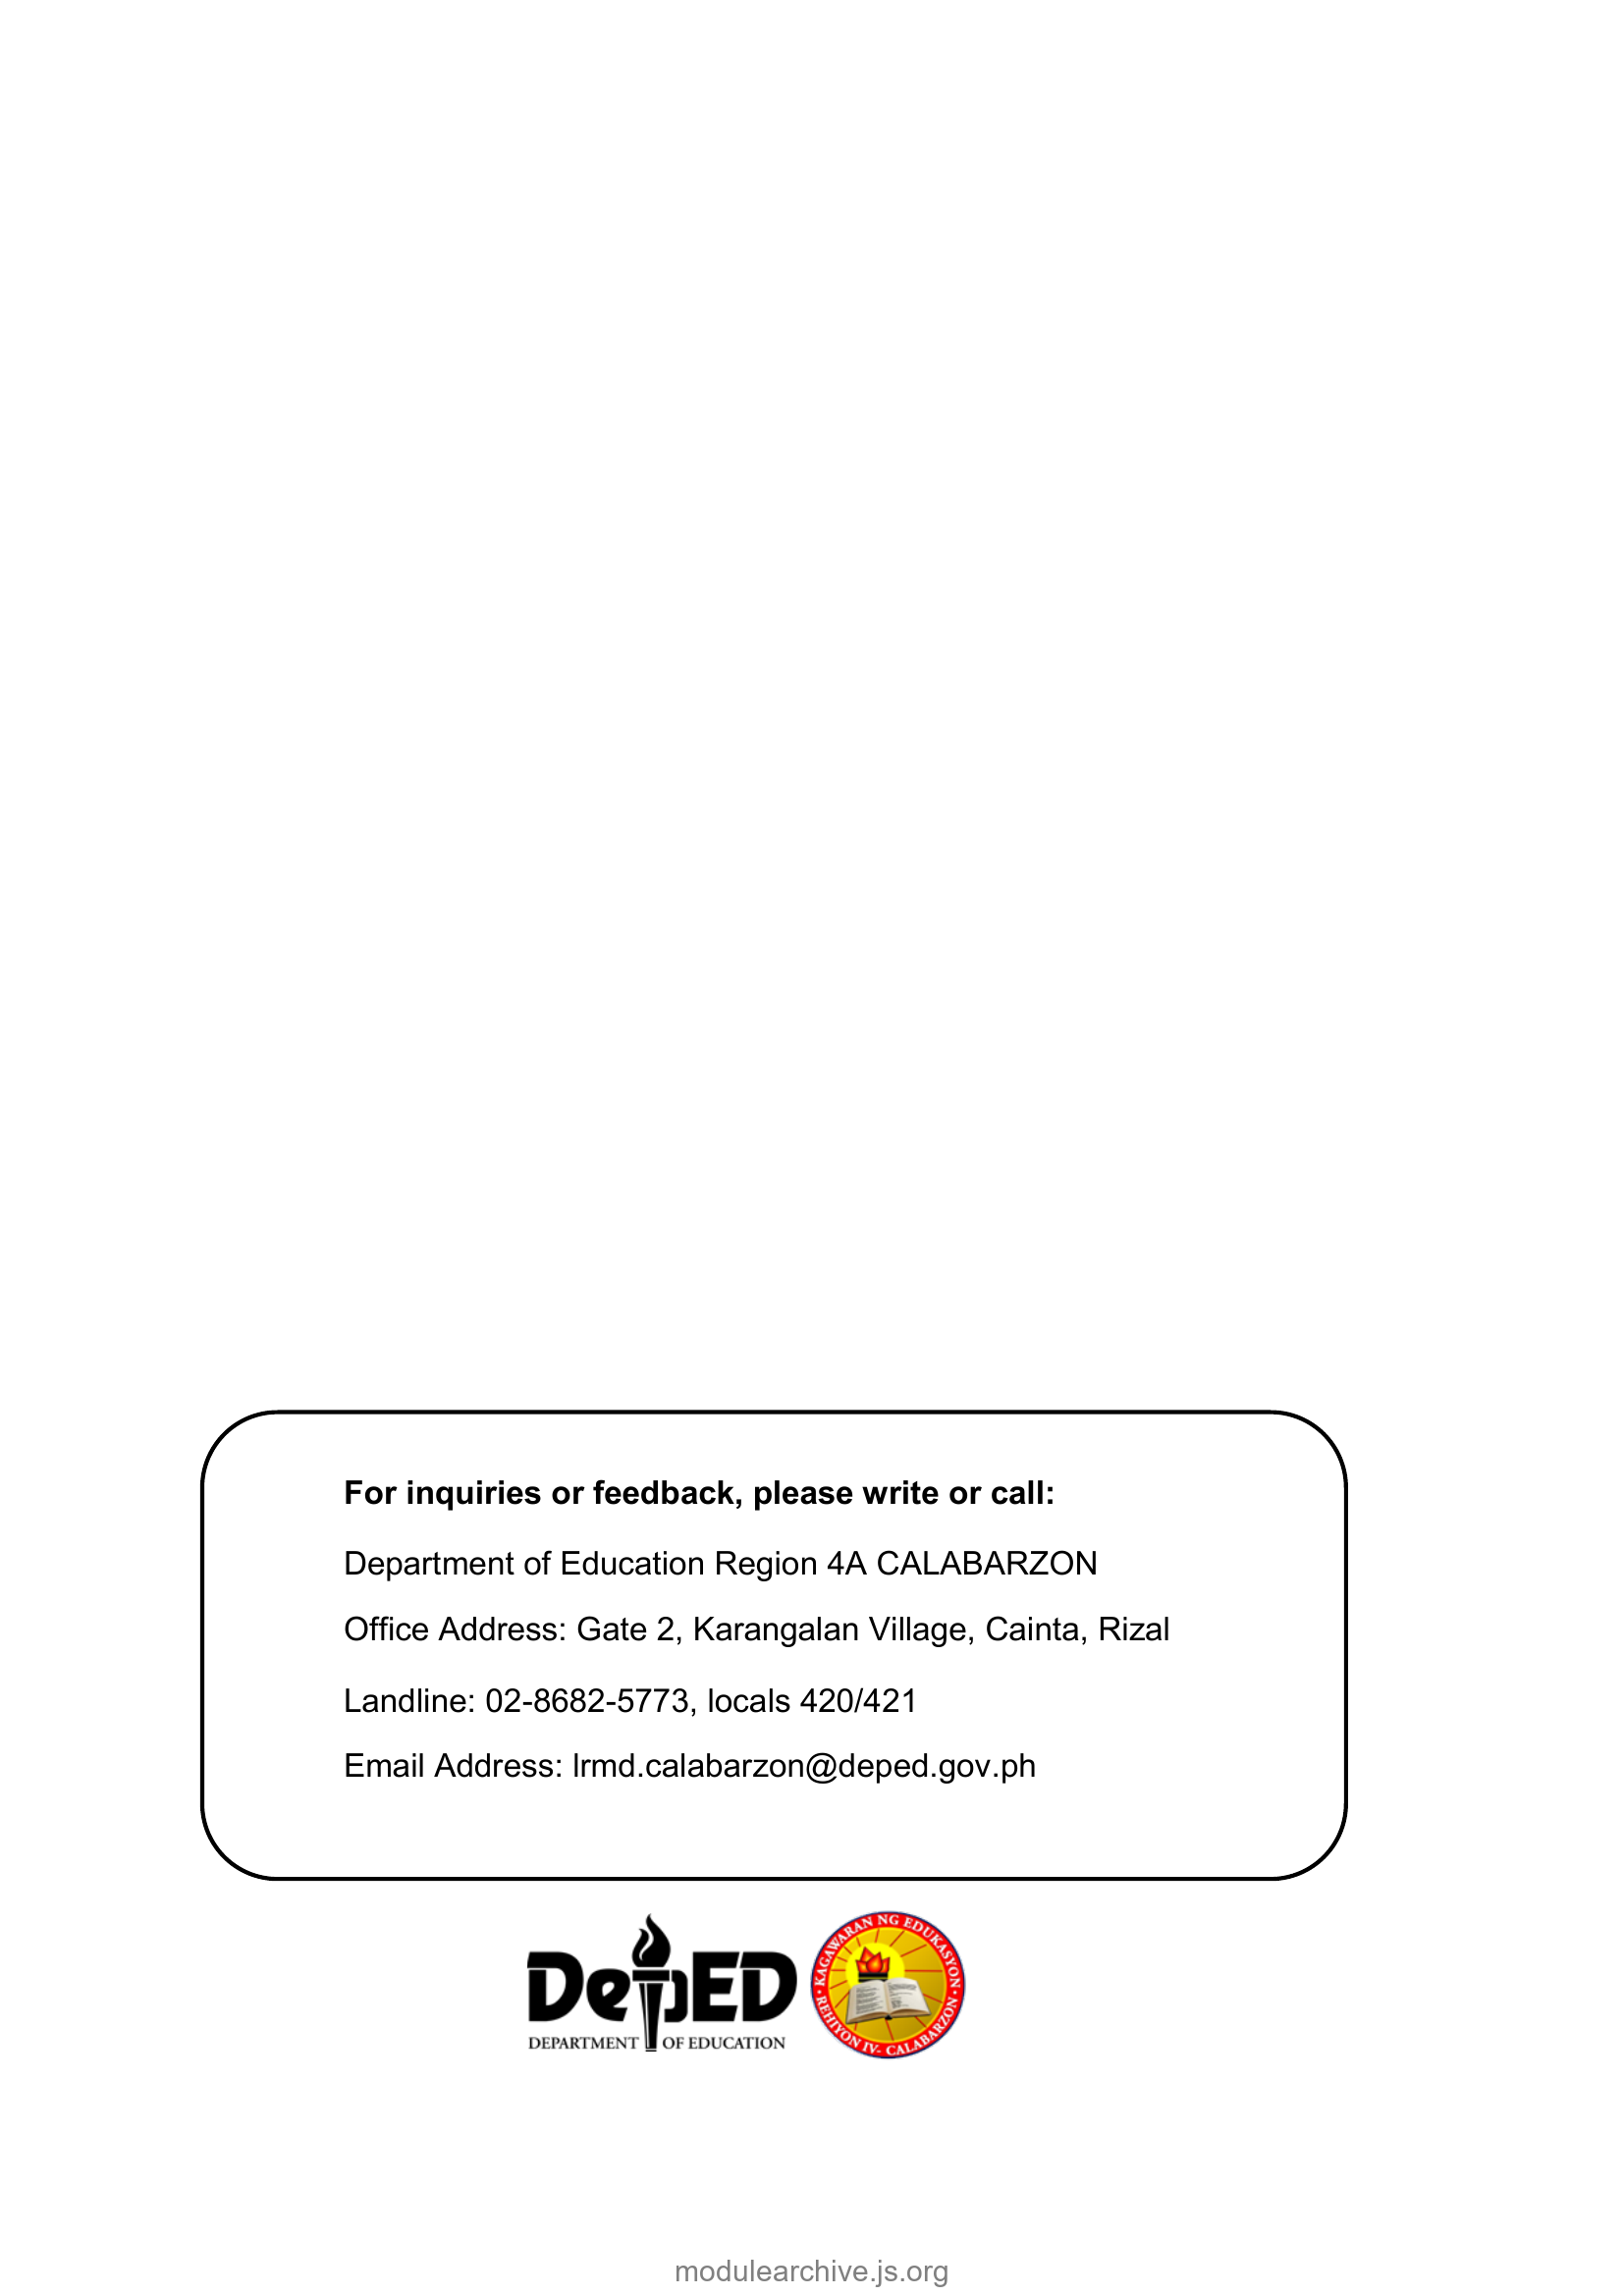 For inquiries or feedback, please write or call:
Department of Education Region 4A CALABARZON
Office Address: Gate 2, Karangalan Village, Cainta, Rizal
Landline: 02-8682-5773, locals 420/421
Email Address: lrmd.calabarzon@deped.gov.ph
DepED
DEPARTMENT OF EDUCATION
KAGAWARAN NG EDUKASYON
REHIYON IV- CALABARZON
modulearchive.js.org